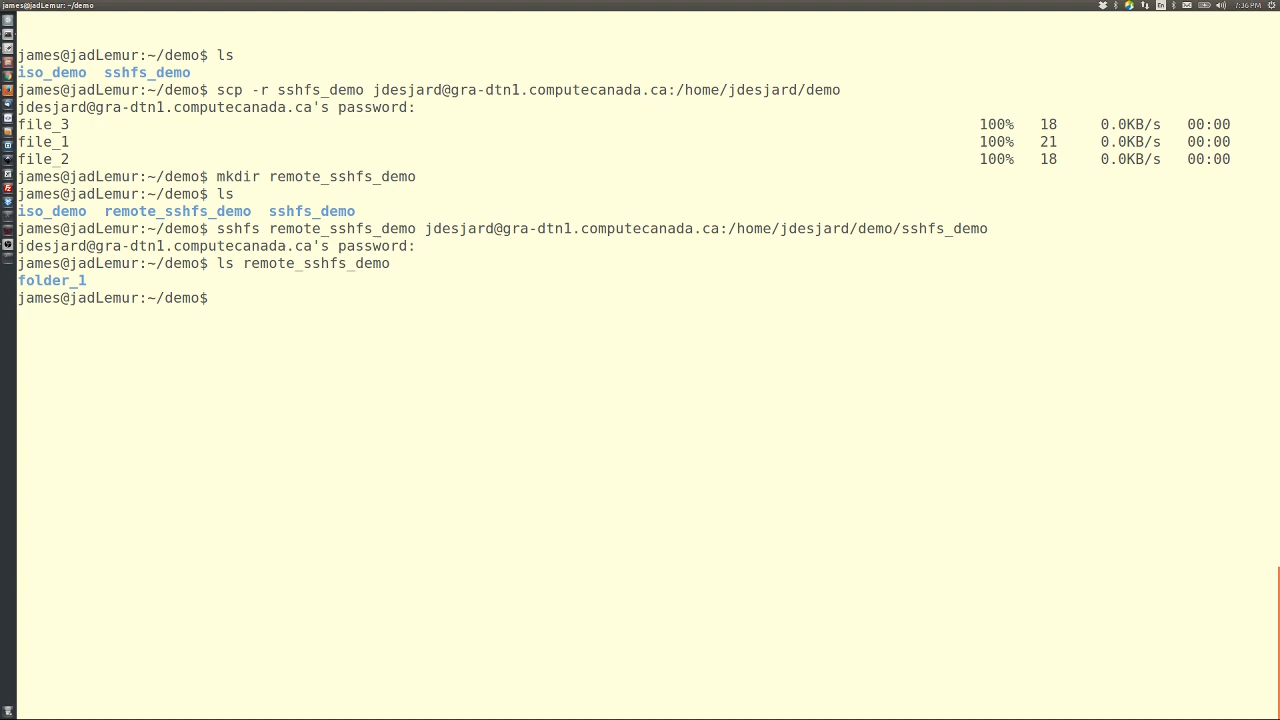 james@jadLemur: ~/demo
En
7:36 PM
james@jadLemur:~/demo$ ls
iso_demo  sshfs_demo
james@jadLemur:~/demo$ scp -r sshfs_demo jdesjard@gra-dtn1.computecanada.ca:/home/jdesjard/demo
jdesjard@gra-dtn1.computecanada.ca's password:
file_3 100% 18 0.0KB/s 00:00
file_1 100% 21 0.0KB/s 00:00
file_2 100% 18 0.0KB/s 00:00
james@jadLemur:~/demo$ mkdir remote_sshfs_demo
james@jadLemur:~/demo$ ls
iso_demo  remote_sshfs_demo  sshfs_demo
james@jadLemur:~/demo$ sshfs remote_sshfs_demo jdesjard@gra-dtn1.computecanada.ca:/home/jdesjard/demo/sshfs_demo
jdesjard@gra-dtn1.computecanada.ca's password:
james@jadLemur:~/demo$ ls remote_sshfs_demo
folder_1
james@jadLemur:~/demo$